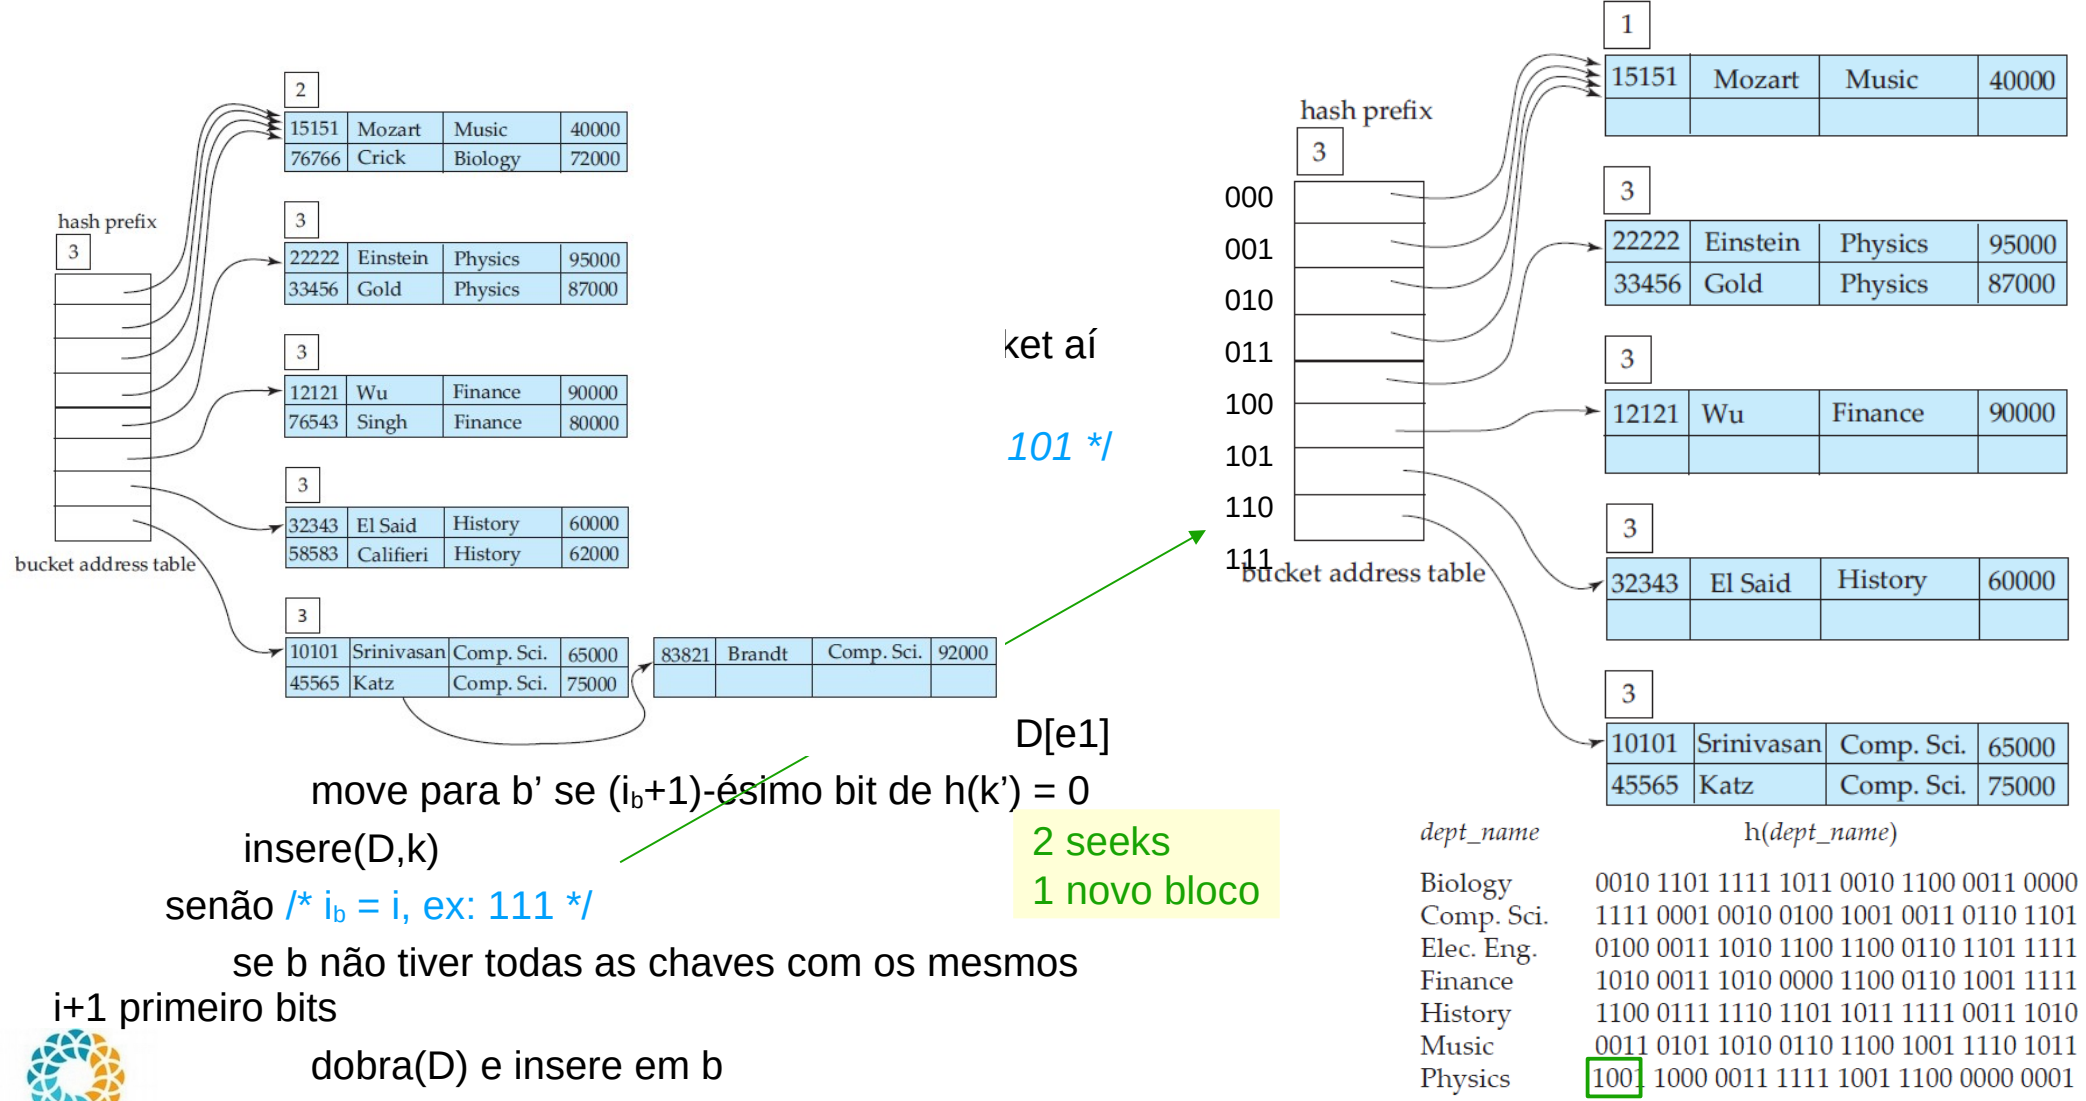 2
15151 Mozart Music 40000
76766 Crick Biology 72000
hash prefix
3
3
22222 Einstein Physics 95000
33456 Gold Physics 87000
3
12121 Wu Finance 90000
76543 Singh Finance 80000
3
32343 El Said History 60000
58583 Califieri History 62000
bucket address table
3
10101 Srinivasan Comp. Sci. 65000
45565 Katz Comp. Sci. 75000
83821 Brandt Comp. Sci. 92000
ket aí
101 */
D[e1]
move para b’ se (ib+1)-ésimo bit de h(k’) = 0
insere(D,k)
senão /* ib = i, ex: 111 */
se b não tiver todas as chaves com os mesmos
i+1 primeiro bits
dobra(D) e insere em b
2 seeks
1 novo bloco
hash prefix
3
000
001
010
011
100
101
110
111
bucket address table
1
15151 Mozart Music 40000
3
22222 Einstein Physics 95000
33456 Gold Physics 87000
3
12121 Wu Finance 90000
3
32343 El Said History 60000
3
10101 Srinivasan Comp. Sci. 65000
45565 Katz Comp. Sci. 75000
dept_name h(dept_name)
Biology 0010 1101 1111 1011 0010 1100 0011 0000
Comp. Sci. 1111 0001 0010 0100 1001 0011 0110 1101
Elec. Eng. 0100 0011 1010 1100 1100 0110 1101 1111
Finance 1010 0011 1010 0000 1100 0110 1001 1111
History 1100 0111 1110 1101 1011 1111 0011 1010
Music 0011 0101 1010 0110 1100 1001 1110 1011
Physics 1001 1000 0011 1111 1001 1100 0000 0001